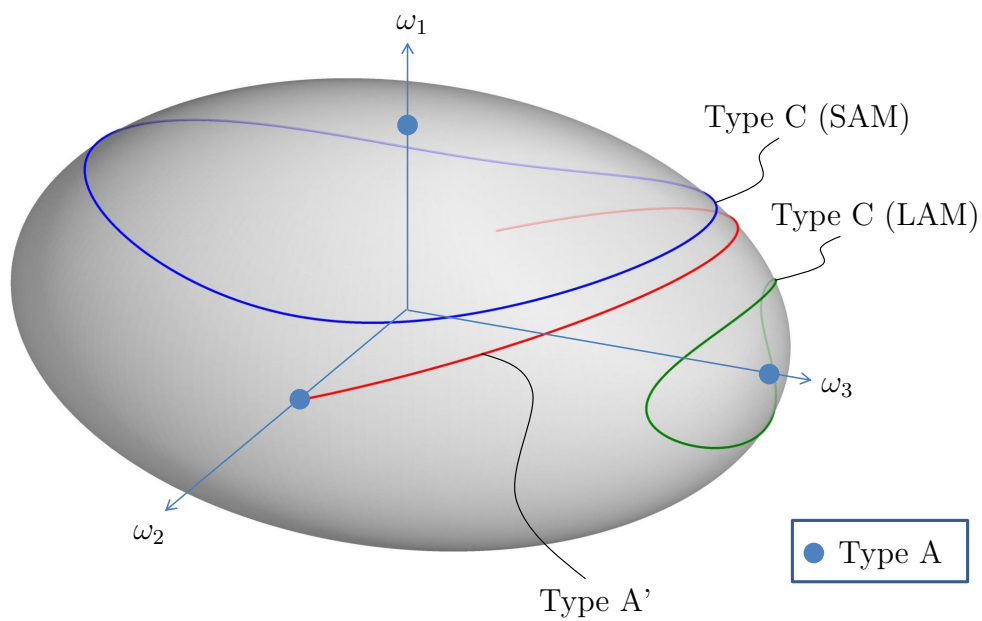 ω₁
Type C (SAM)
Type C (LAM)
ω₃
ω₂
Type A
Type A'